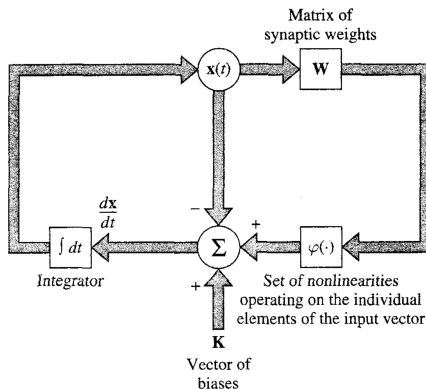 Matrix of
synaptic weights
x(t)
W
dx
dt
−
+
∫ dt
Σ
φ(·)
Integrator
+
Set of nonlinearities
operating on the individual
elements of the input vector
K
Vector of
biases